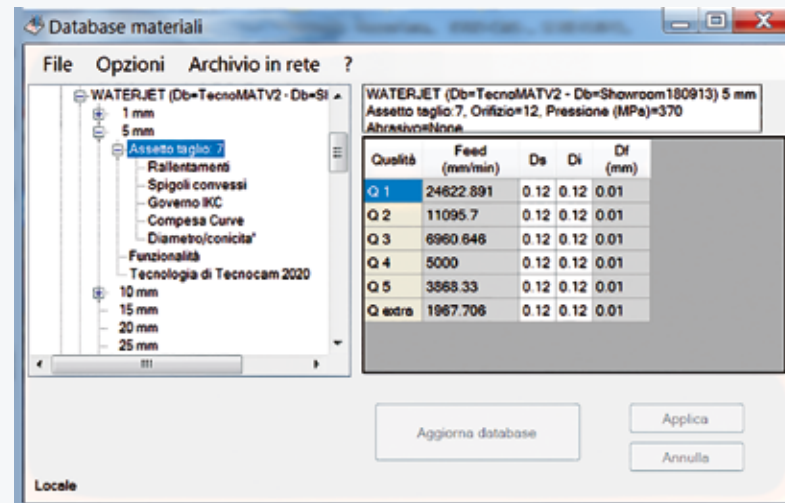 Database materiali
File Opzioni Archivio in rete ?
WATERJET (Db=TecnoMATV2 - Db=SI
1 mm
5 mm
Assetto taglio: 7
Rallentamenti
Spigoli convessi
Governo IKC
Compesa Curve
Diametro/conicita'
Funzionalità
Tecnologia di Tecnocam 2020
10 mm
15 mm
20 mm
25 mm
WATERJET (Db=TecnoMATV2 - Db=Showroom180913) 5 mm
Assetto taglio:7, Orifizio=12, Pressione (MPa)=370
Abrasivo=None
Qualità Feed (mm/min) Ds Di Df (mm)
Q 1 24622.891 0.12 0.12 0.01
Q 2 11095.7 0.12 0.12 0.01
Q 3 6960.646 0.12 0.12 0.01
Q 4 5000 0.12 0.12 0.01
Q 5 3868.33 0.12 0.12 0.01
Q extra 1967.706 0.12 0.12 0.01
Aggiorna database
Applica
Annulla
Locale